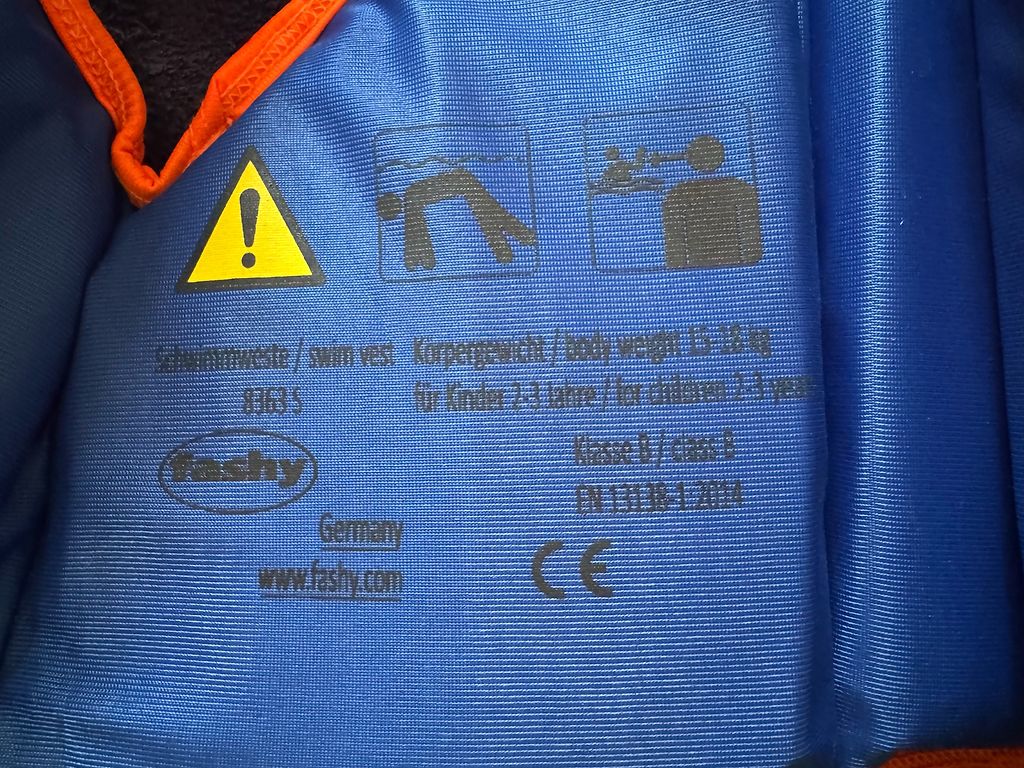 Schwimmweste / swim vest
8363 S
fashy
Germany
www.fashy.com
Körpergewicht / body weight 15-18 kg
für Kinder 2-3 Jahre / for children 2-3 years
Klasse B / class B
EN 13138-1:2014
CE